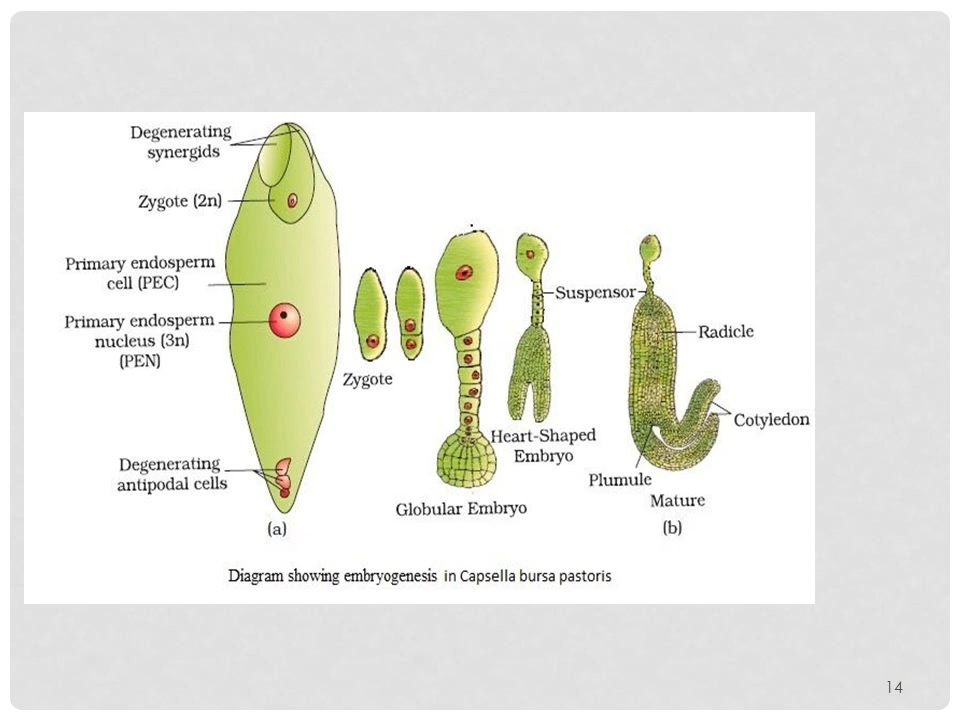 Degenerating
synergids
Zygote (2n)
Primary endosperm
cell (PEC)
Primary endosperm
nucleus (3n)
(PEN)
Degenerating
antipodal cells
(a)
Zygote
Globular Embryo
Heart-Shaped
Embryo
Suspensor
Radicle
Cotyledon
Plumule
Mature
(b)
Diagram showing embryogenesis in Capsella bursa pastoris
14